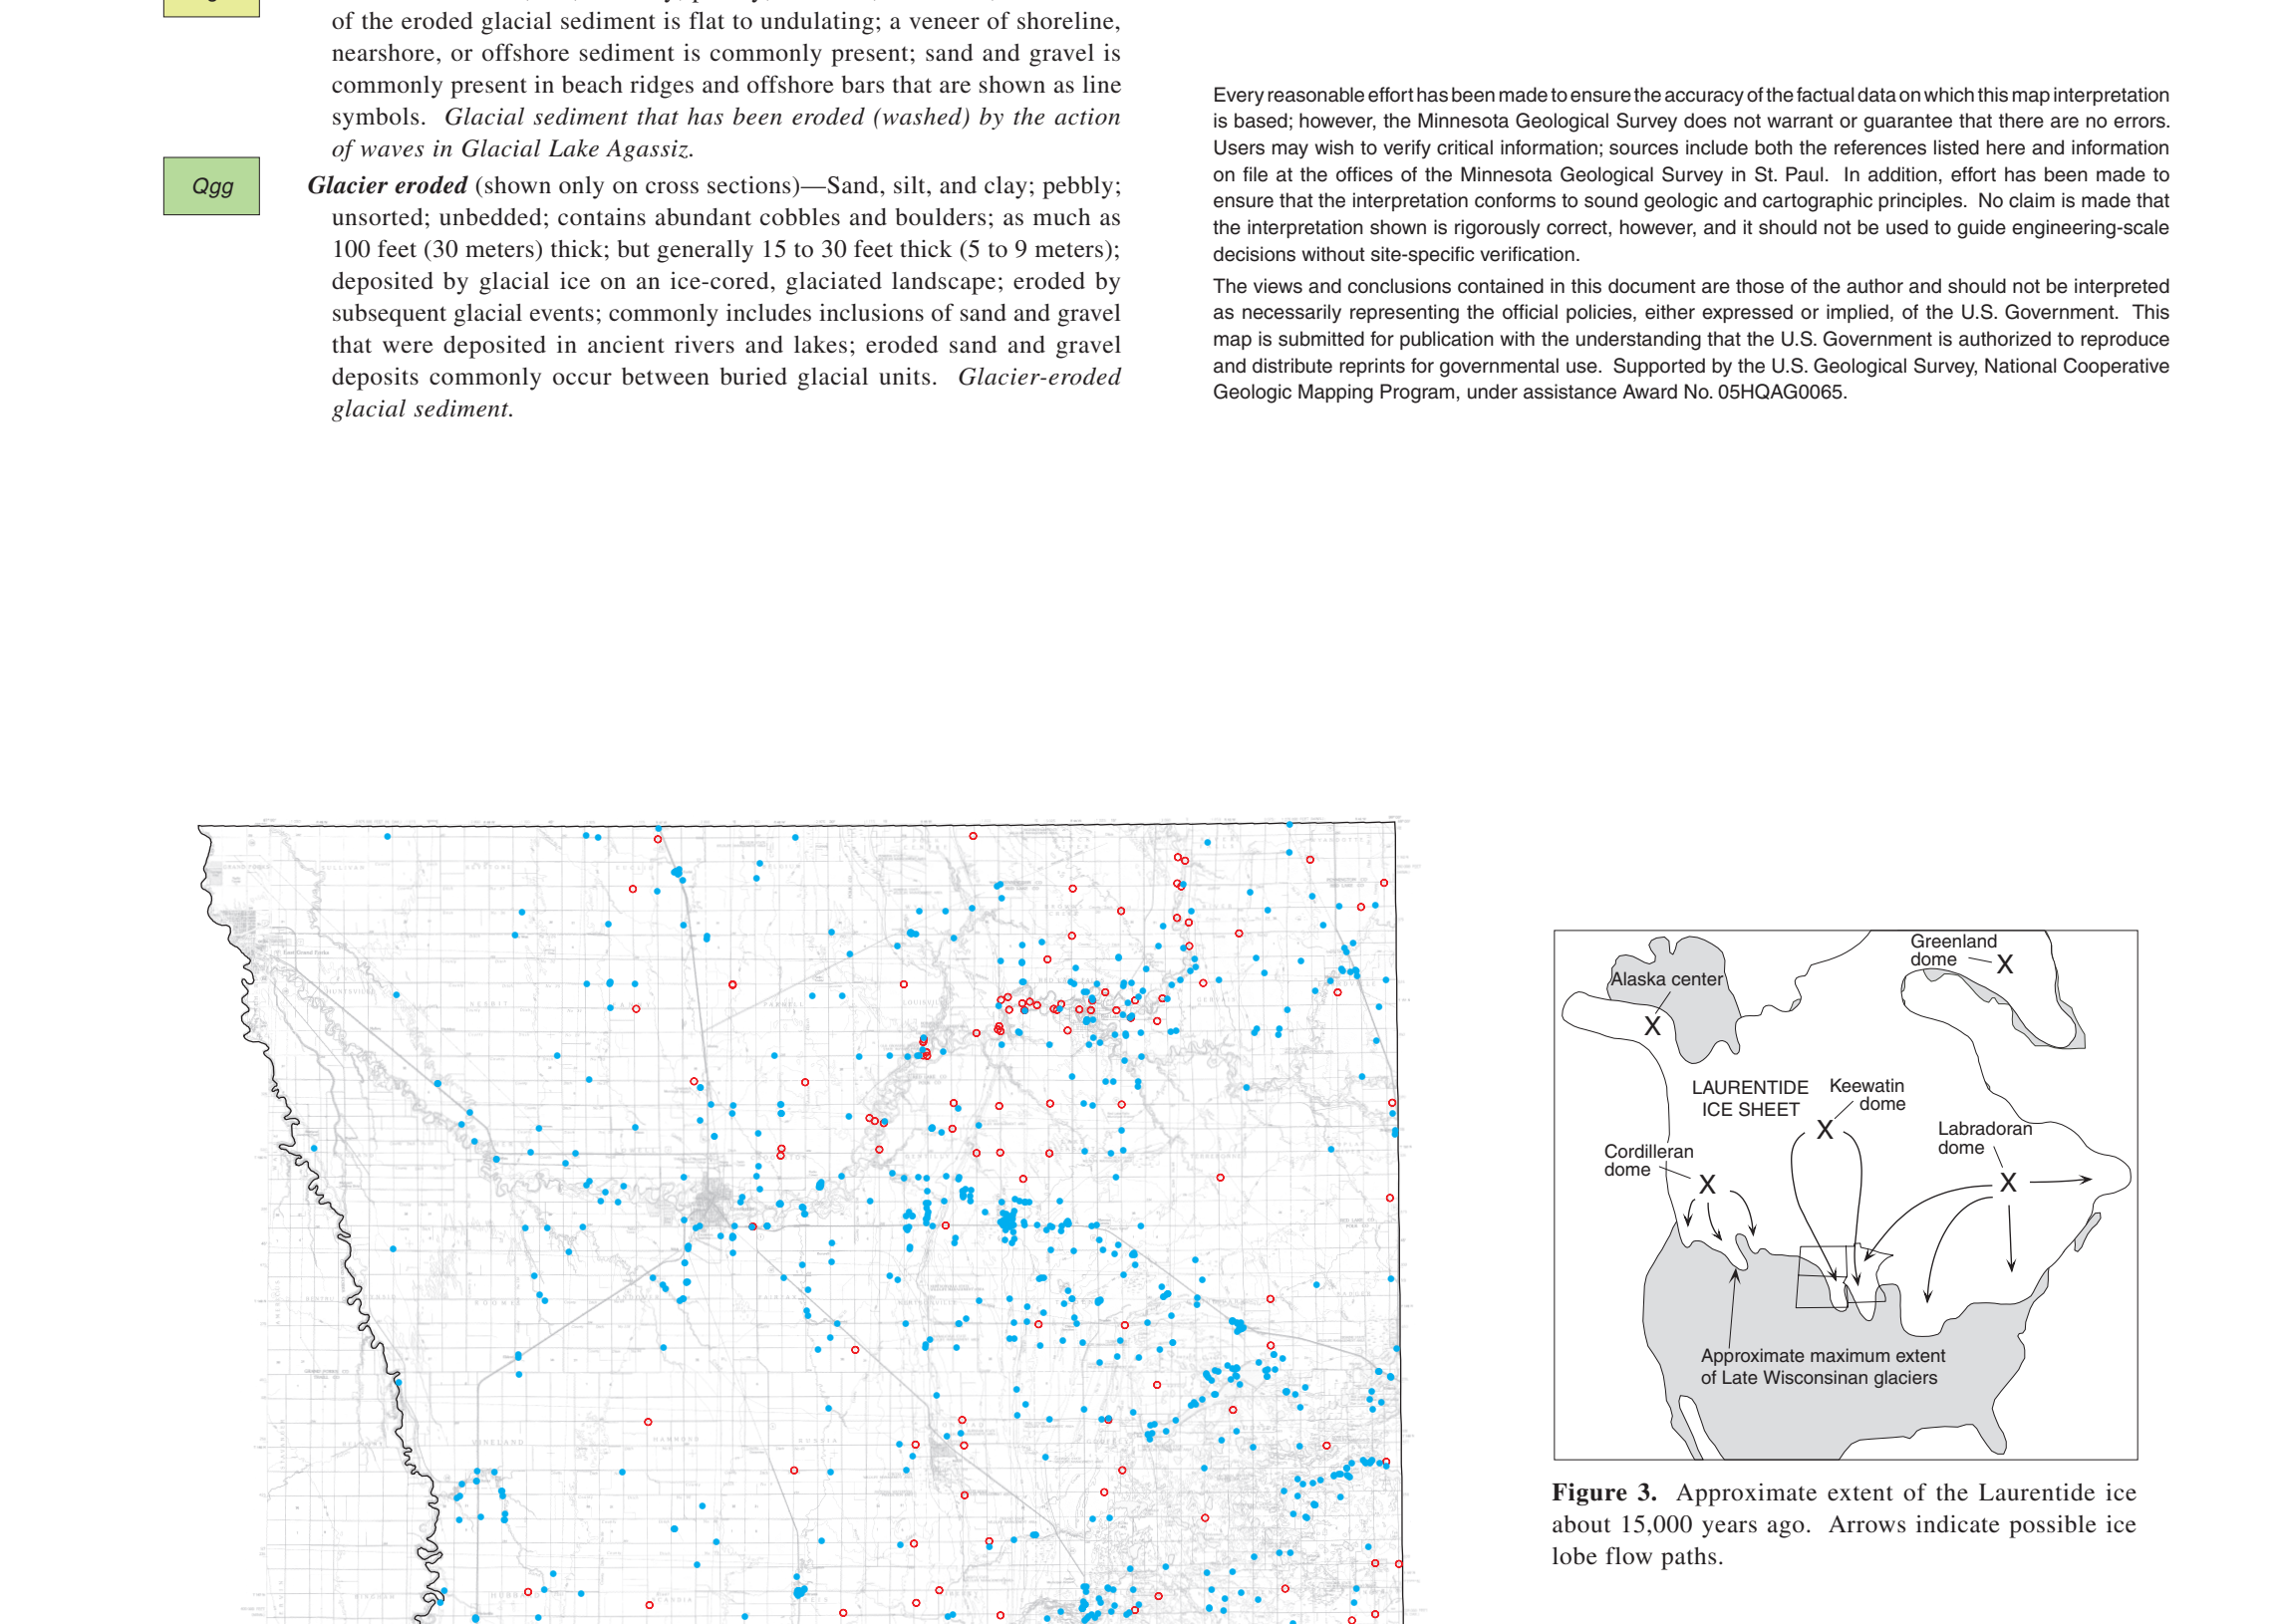 of the eroded glacial sediment is flat to undulating; a veneer of shoreline,
nearshore, or offshore sediment is commonly present; sand and gravel is
commonly present in beach ridges and offshore bars that are shown as line
symbols. Glacial sediment that has been eroded (washed) by the action
of waves in Glacial Lake Agassiz.
Qgg
Glacier eroded (shown only on cross sections)—Sand, silt, and clay; pebbly;
unsorted; unbedded; contains abundant cobbles and boulders; as much as
100 feet (30 meters) thick; but generally 15 to 30 feet thick (5 to 9 meters);
deposited by glacial ice on an ice-cored, glaciated landscape; eroded by
subsequent glacial events; commonly includes inclusions of sand and gravel
that were deposited in ancient rivers and lakes; eroded sand and gravel
deposits commonly occur between buried glacial units. Glacier-eroded
glacial sediment.
Every reasonable effort has been made to ensure the accuracy of the factual data on which this map interpretation
is based; however, the Minnesota Geological Survey does not warrant or guarantee that there are no errors.
Users may wish to verify critical information; sources include both the references listed here and information
on file at the offices of the Minnesota Geological Survey in St. Paul. In addition, effort has been made to
ensure that the interpretation conforms to sound geologic and cartographic principles. No claim is made that
the interpretation shown is rigorously correct, however, and it should not be used to guide engineering-scale
decisions without site-specific verification.
The views and conclusions contained in this document are those of the author and should not be interpreted
as necessarily representing the official policies, either expressed or implied, of the U.S. Government. This
map is submitted for publication with the understanding that the U.S. Government is authorized to reproduce
and distribute reprints for governmental use. Supported by the U.S. Geological Survey, National Cooperative
Geologic Mapping Program, under assistance Award No. 05HQAG0065.
Greenland
dome
X
Alaska center
X
LAURENTIDE
ICE SHEET
Keewatin
dome
X
Labradoran
dome
X
Cordilleran
dome
X
Approximate maximum extent
of Late Wisconsinan glaciers
Figure 3. Approximate extent of the Laurentide ice
about 15,000 years ago. Arrows indicate possible ice
lobe flow paths.